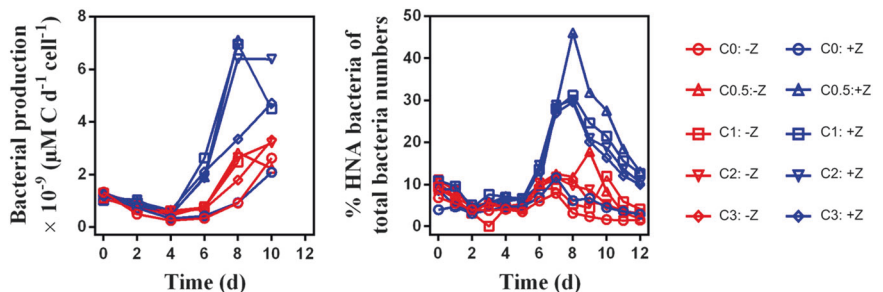 Bacterial production
× 10⁻⁹ (µM C d⁻¹ cell⁻¹)
8
6
4
2
0
0 2 4 6 8 10 12
Time (d)
% HNA bacteria of
total bacteria numbers
50
40
30
20
10
0
0 2 4 6 8 10 12
Time (d)
C0: -Z C0: +Z
C0.5:-Z C0.5:+Z
C1: -Z C1: +Z
C2: -Z C2: +Z
C3: -Z C3: +Z